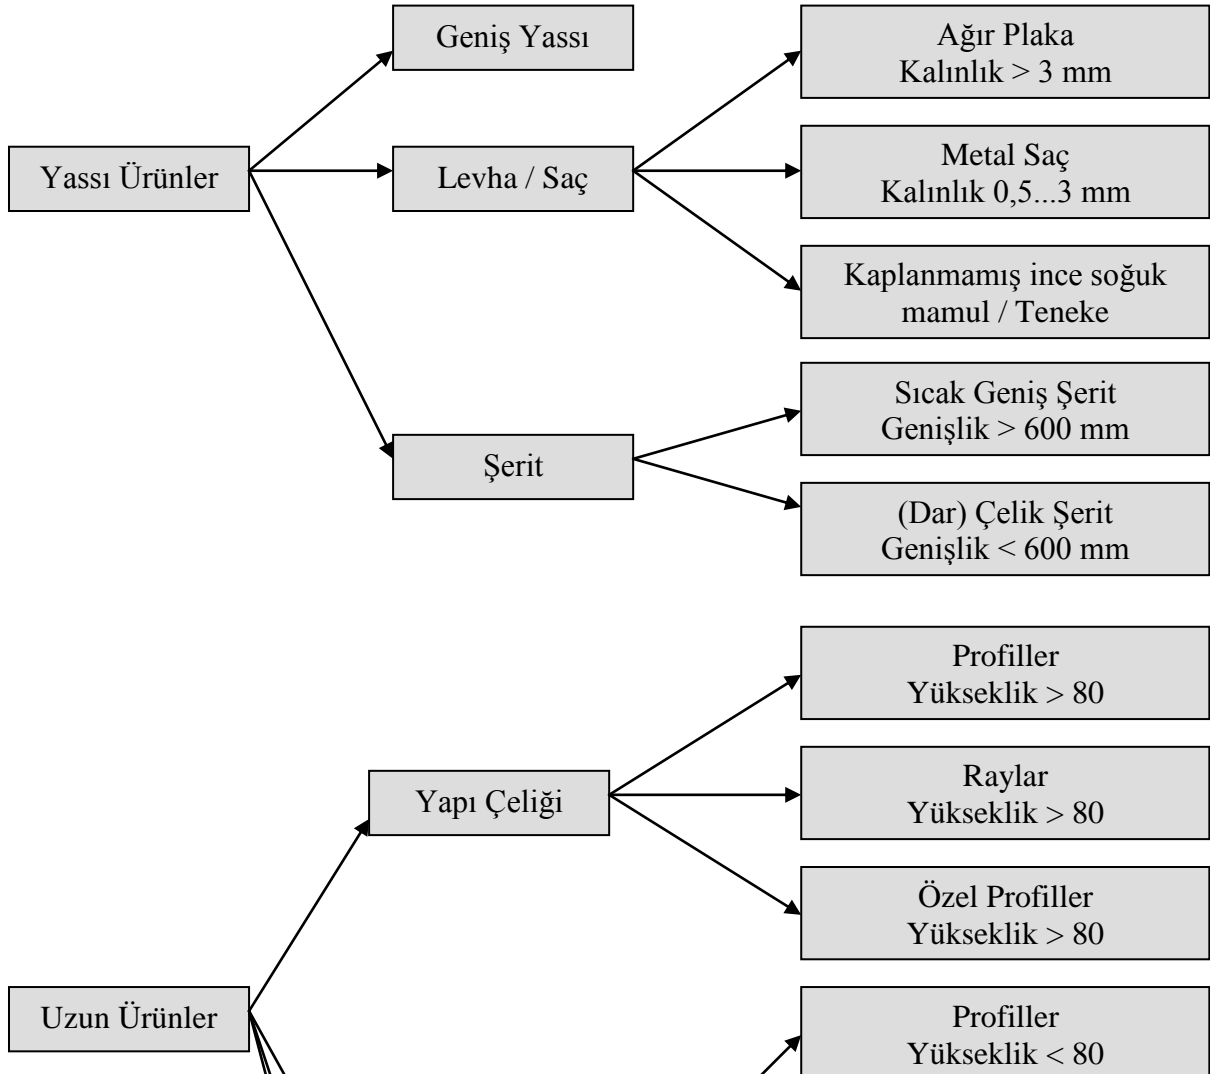 Geniş Yassı
Ağır Plaka
Kalınlık > 3 mm
Yassı Ürünler
Levha / Saç
Metal Saç
Kalınlık 0,5...3 mm
Kaplanmamış ince soğuk
mamul / Teneke
Şerit
Sıcak Geniş Şerit
Genişlik > 600 mm
(Dar) Çelik Şerit
Genişlik < 600 mm
Profiller
Yükseklik > 80
Yapı Çeliği
Raylar
Yükseklik > 80
Özel Profiller
Yükseklik > 80
Uzun Ürünler
Profiller
Yükseklik < 80